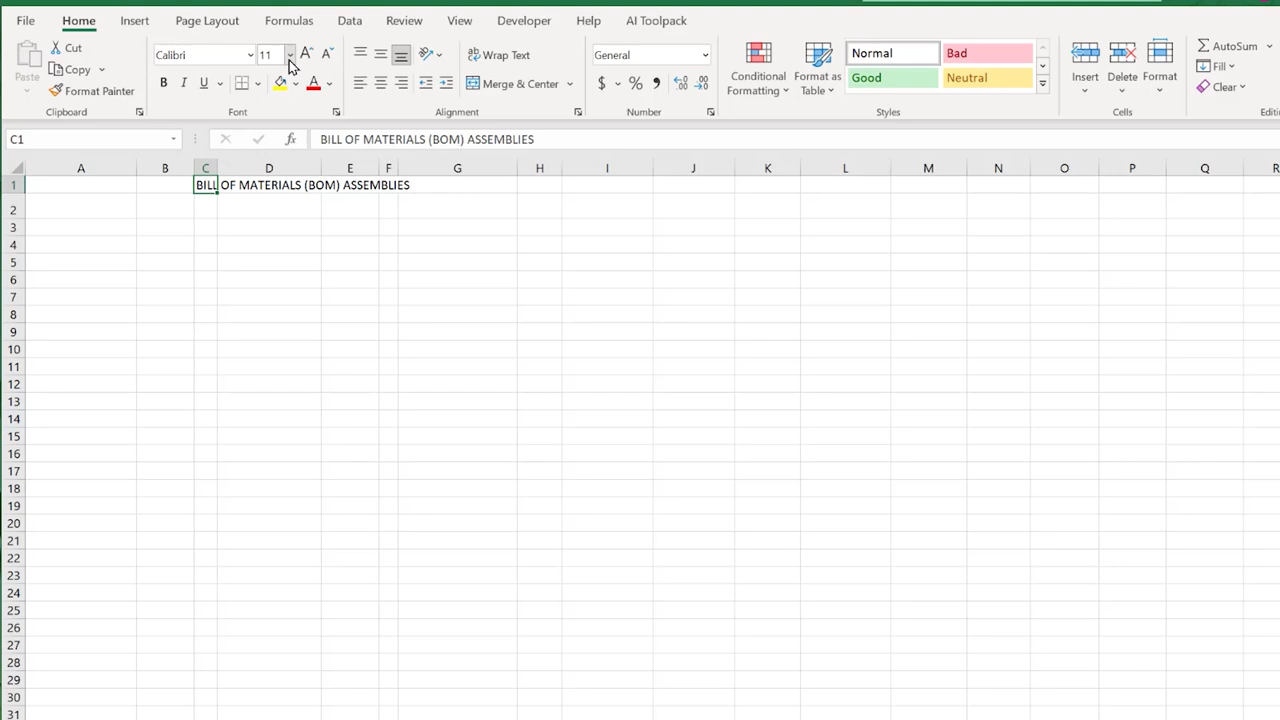 File Home Insert Page Layout Formulas Data Review View Developer Help AI Toolpack
Paste
Cut
Copy
Format Painter
Clipboard
Calibri 11
B I U
Font
Wrap Text
Merge & Center
Alignment
General
$ %
Number
Conditional Formatting
Format as Table
Normal Bad
Good Neutral
Styles
Insert Delete Format
Cells
AutoSum
Fill
Clear
C1 fx BILL OF MATERIALS (BOM) ASSEMBLIES
A B C D E F G H I J K L M N O P Q R
1 BILL OF MATERIALS (BOM) ASSEMBLIES
2
3
4
5
6
7
8
9
10
11
12
13
14
15
16
17
18
19
20
21
22
23
24
25
26
27
28
29
30
31